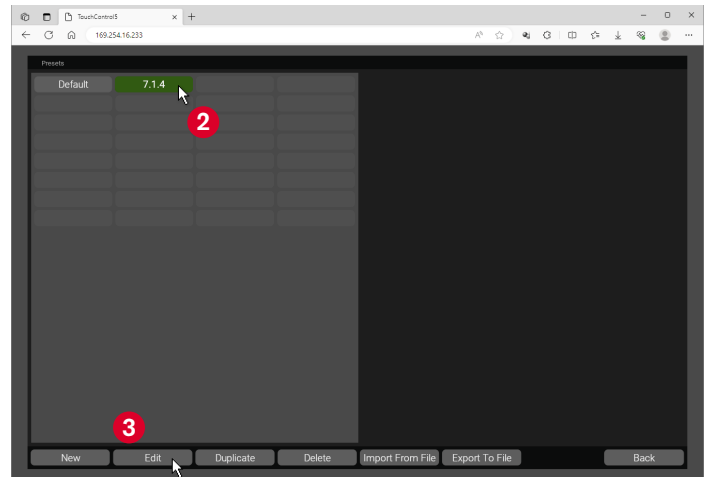 TouchControl5
169.254.16.233
Presets
Default 7.1.4
2
3
New Edit Duplicate Delete Import From File Export To File Back